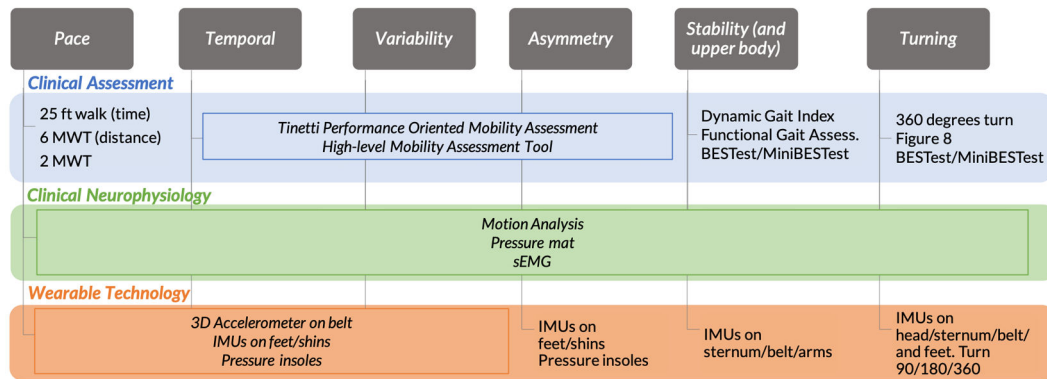 Pace
Temporal
Variability
Asymmetry
Stability (and
upper body)
Turning
Clinical Assessment
25 ft walk (time)
6 MWT (distance)
2 MWT
Tinetti Performance Oriented Mobility Assessment
High-level Mobility Assessment Tool
Dynamic Gait Index
Functional Gait Assess.
BESTest/MiniBESTest
360 degrees turn
Figure 8
BESTest/MiniBESTest
Clinical Neurophysiology
Motion Analysis
Pressure mat
sEMG
Wearable Technology
3D Accelerometer on belt
IMUs on feet/shins
Pressure insoles
IMUs on
feet/shins
Pressure insoles
IMUs on
sternum/belt/arms
IMUs on
head/sternum/belt/
and feet. Turn
90/180/360